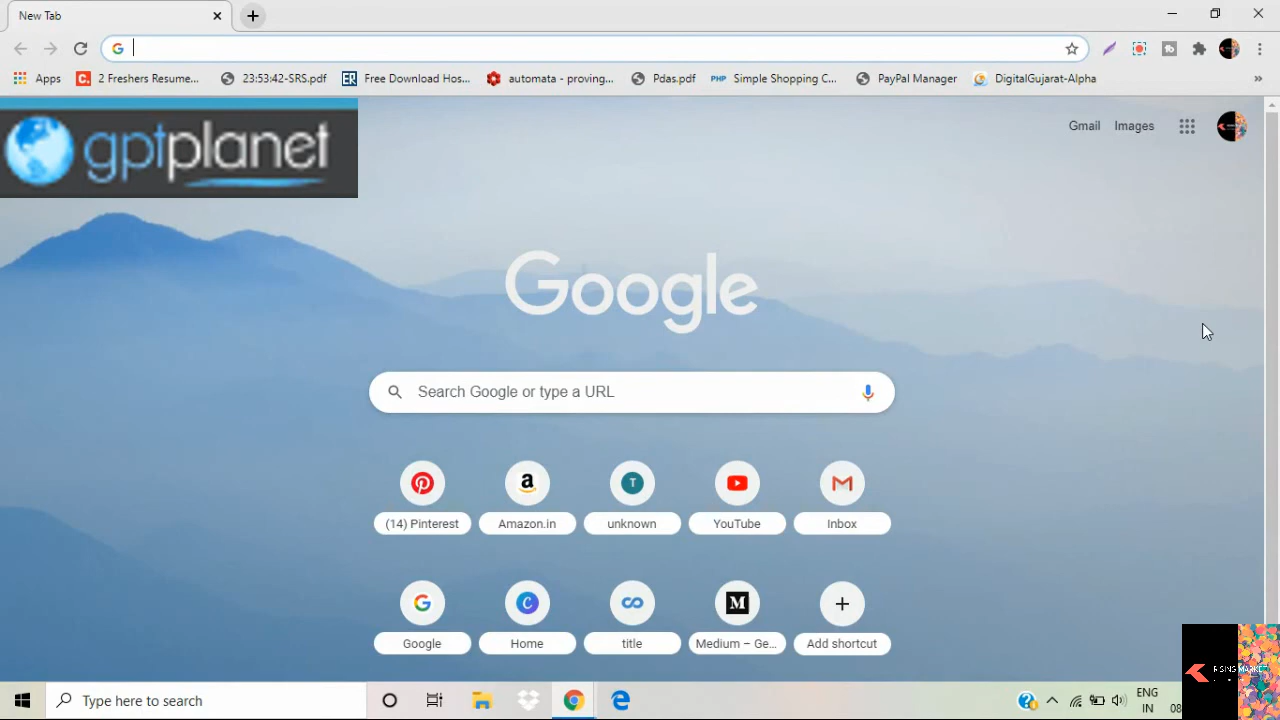 New Tab
Apps
2 Freshers Resume...
23:53:42-SRS.pdf
Free Download Hos...
automata - proving...
Pdas.pdf
PHP
Simple Shopping C...
PayPal Manager
DigitalGujarat-Alpha
»
gptplanet
Gmail
Images
Google
Search Google or type a URL
(14) Pinterest
Amazon.in
unknown
YouTube
Inbox
Google
Home
title
Medium – Ge...
Add shortcut
Type here to search
ENG
IN
08